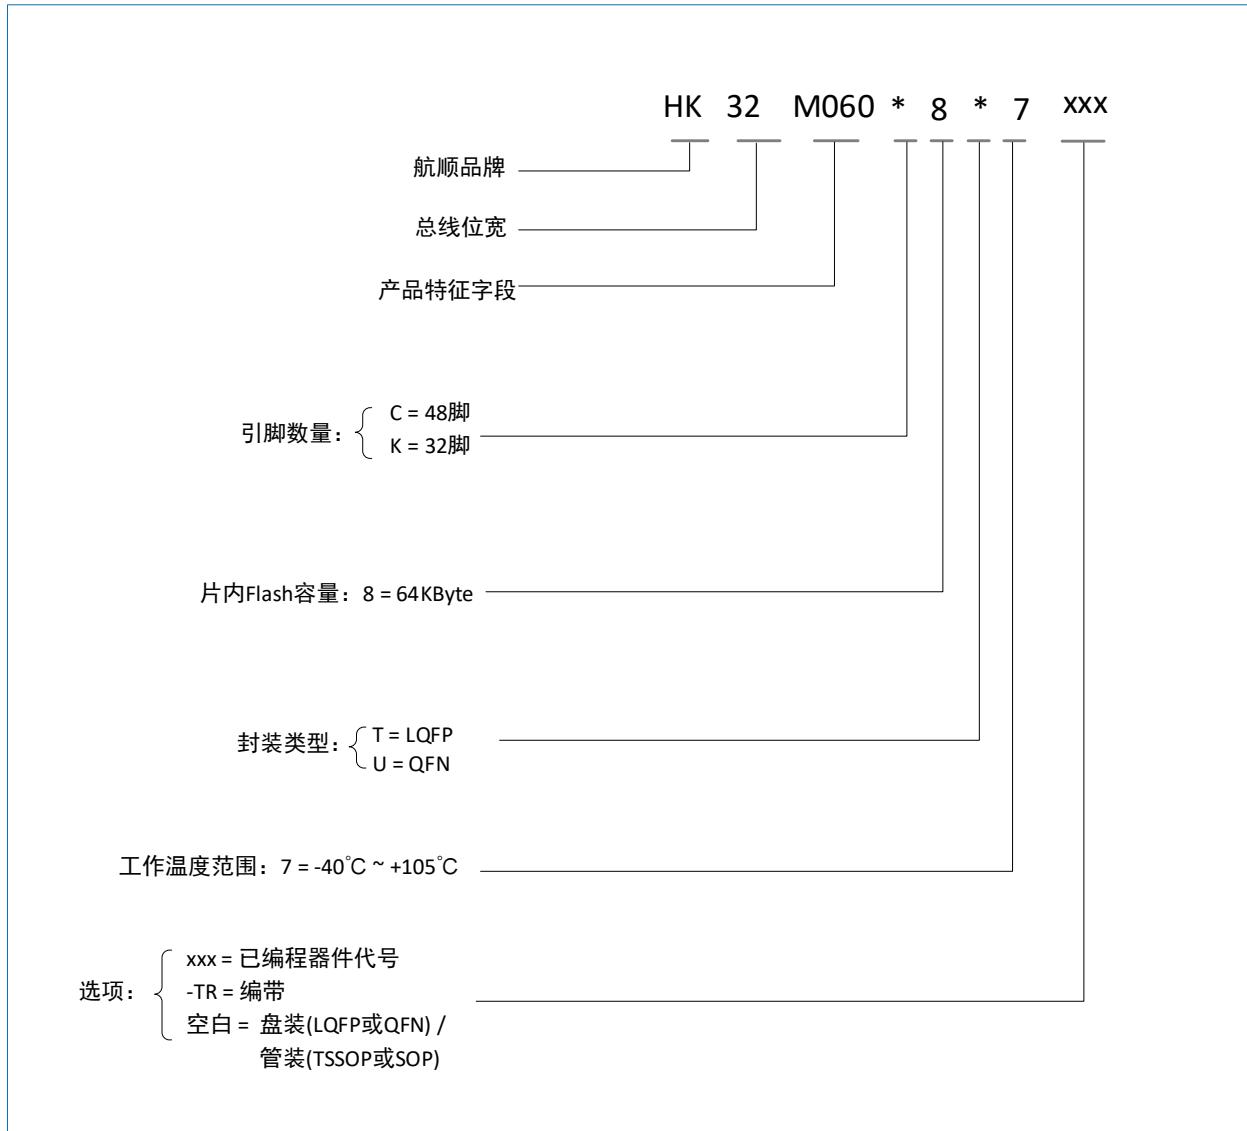 HK 32 M060 * 8 * 7 xxx
航顺品牌
总线位宽
产品特征字段
引脚数量：
C = 48脚
K = 32脚
片内Flash容量：8 = 64KByte
封装类型：
T = LQFP
U = QFN
工作温度范围：7 = -40℃ ~ +105℃
选项：
xxx = 已编程器件代号
-TR = 编带
空白 = 盘装(LQFP或QFN) /
管装(TSSOP或SOP)